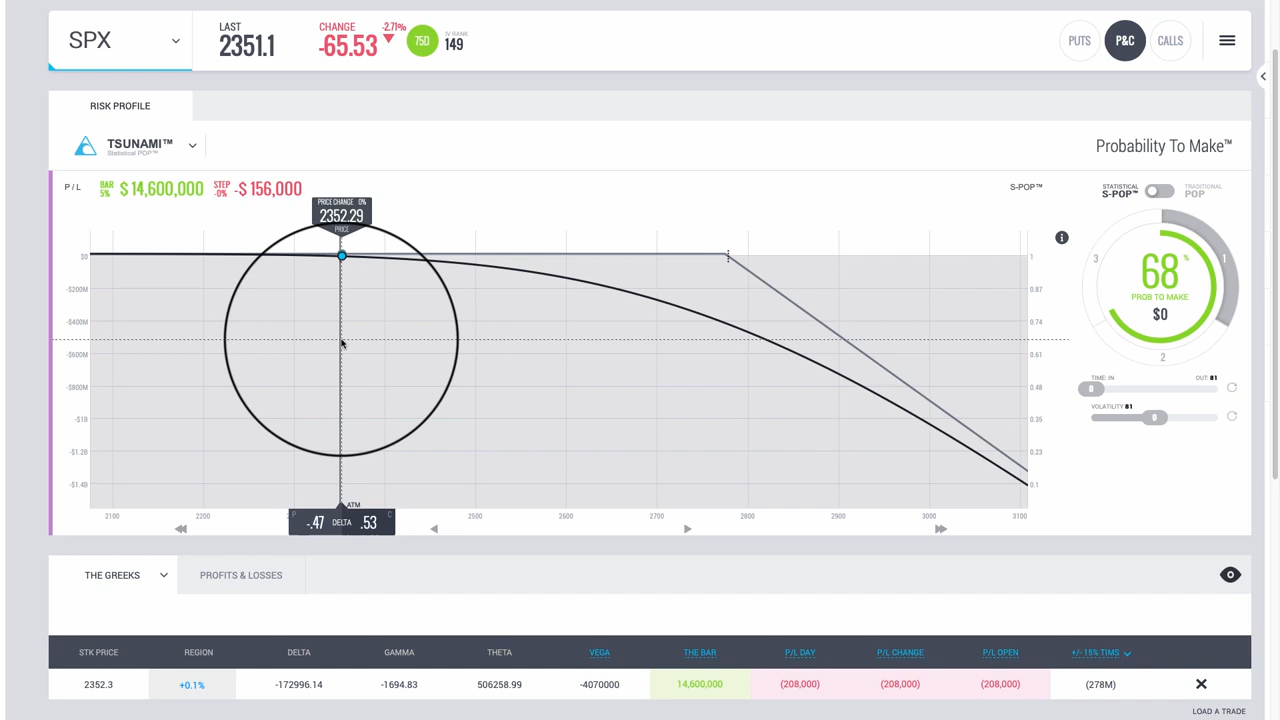 SPX
LAST
2351.1
CHANGE -2.71%
-65.53
75D
IV RANK
149
PUTS P&C CALLS
RISK PROFILE
TSUNAMI™
Statistical POP™
Probability To Make™
P / L
BAR 5% $ 14,600,000
STEP -0% -$ 156,000
PRICE CHANGE 0%
2352.29
PRICE
S-POP™
STATISTICAL S-POP™
TRADITIONAL POP
$0
-$200M
-$400M
-$600M
-$800M
-$1B
-$1.2B
-$1.4B
1
0.87
0.74
0.61
0.48
0.35
0.23
0.1
i
3
1
2
68 %
PROB TO MAKE
$0
TIME: IN OUT: 81
0
VOLATILITY 81
0
ATM
2100 2200 2500 2600 2700 2800 2900 3000 3100
P C
-.47 DELTA .53
THE GREEKS PROFITS & LOSSES
STK PRICE REGION DELTA GAMMA THETA VEGA THE BAR P/L DAY P/L CHANGE P/L OPEN +/- 15% TIMS
2352.3 +0.1% -172996.14 -1694.83 506258.99 -4070000 14,600,000 (208,000) (208,000) (208,000) (278M)
LOAD A TRADE